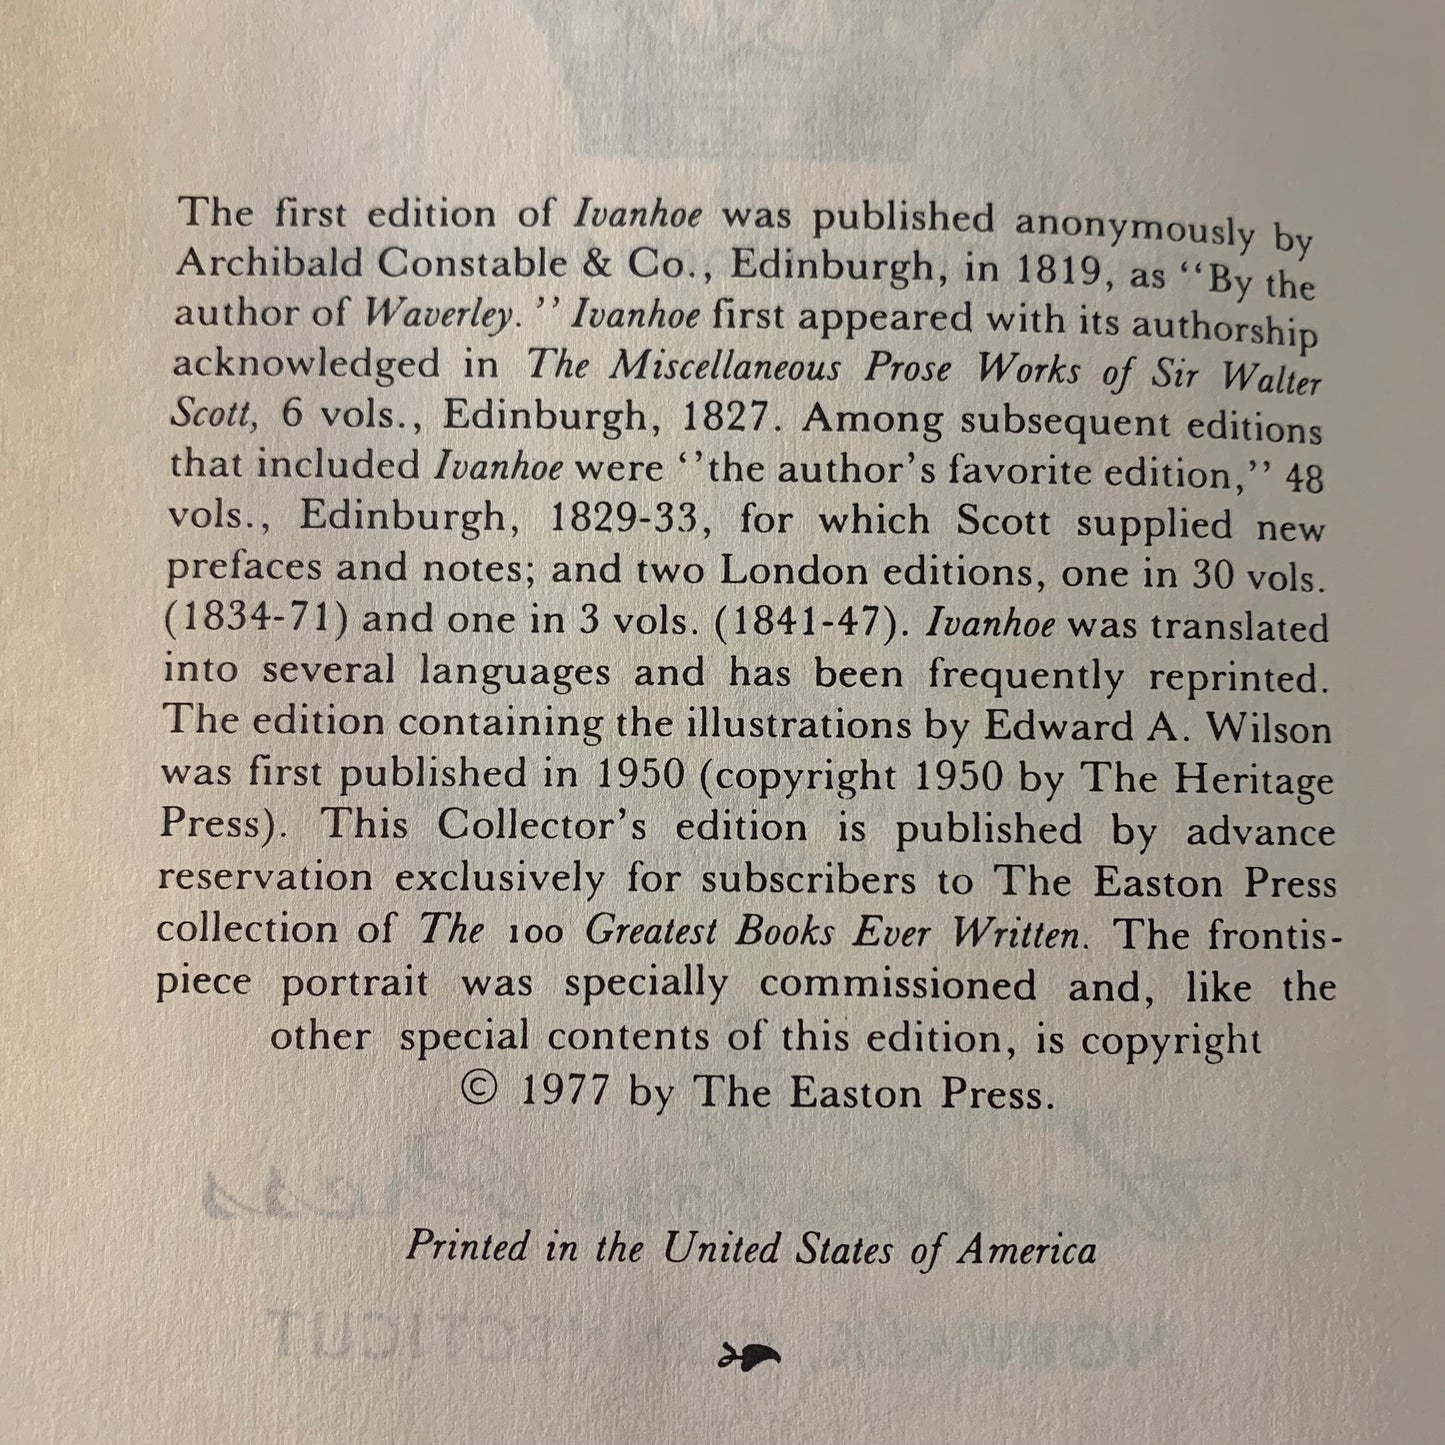 The first edition of Ivanhoe was published anonymously by
Archibald Constable & Co., Edinburgh, in 1819, as ‘‘By the
author of Waverley. ’’ Ivanhoe first appeared with its authorship
acknowledged in The Miscellaneous Prose Works of Sir Walter
Scott, 6 vols., Edinburgh, 1827. Among subsequent editions
that included Ivanhoe were ‘’the author’s favorite edition,’’ 48
vols., Edinburgh, 1829-33, for which Scott supplied new
prefaces and notes; and two London editions, one in 30 vols.
(1834-71) and one in 3 vols. (1841-47). Ivanhoe was translated
into several languages and has been frequently reprinted.
The edition containing the illustrations by Edward A. Wilson
was first published in 1950 (copyright 1950 by The Heritage
Press). This Collector’s edition is published by advance
reservation exclusively for subscribers to The Easton Press
collection of The 100 Greatest Books Ever Written. The frontis-
piece portrait was specially commissioned and, like the
other special contents of this edition, is copyright
© 1977 by The Easton Press.
Printed in the United States of America